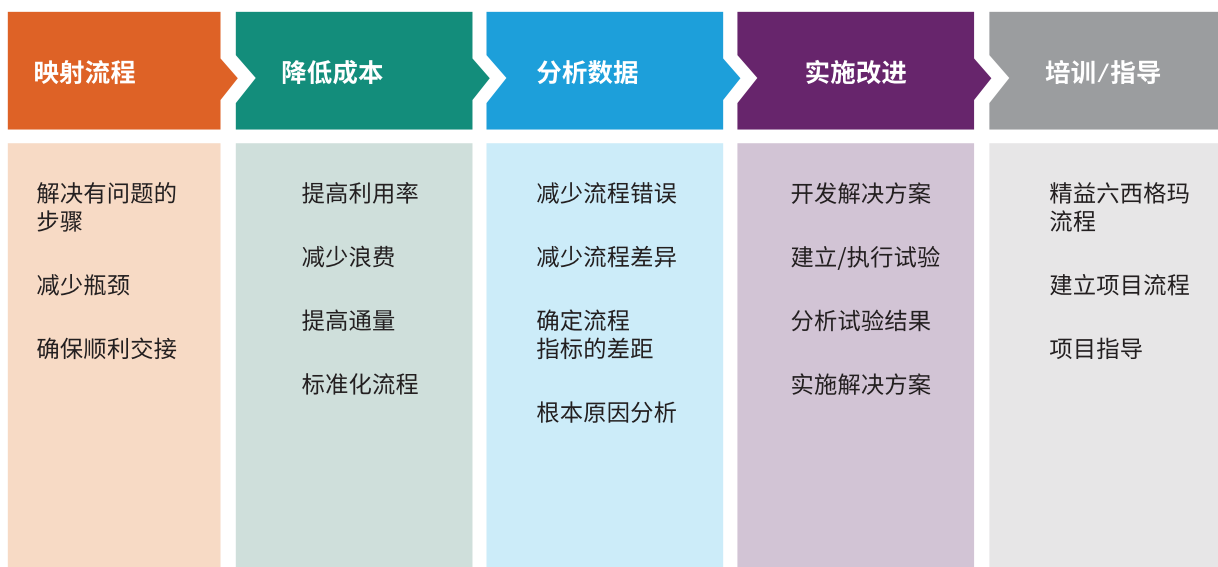 映射流程
降低成本
分析数据
实施改进
培训/指导
解决有问题的
步骤
减少瓶颈
确保顺利交接
提高利用率
减少浪费
提高通量
标准化流程
减少流程错误
减少流程差异
确定流程
指标的差距
根本原因分析
开发解决方案
建立/执行试验
分析试验结果
实施解决方案
精益六西格玛
流程
建立项目流程
项目指导